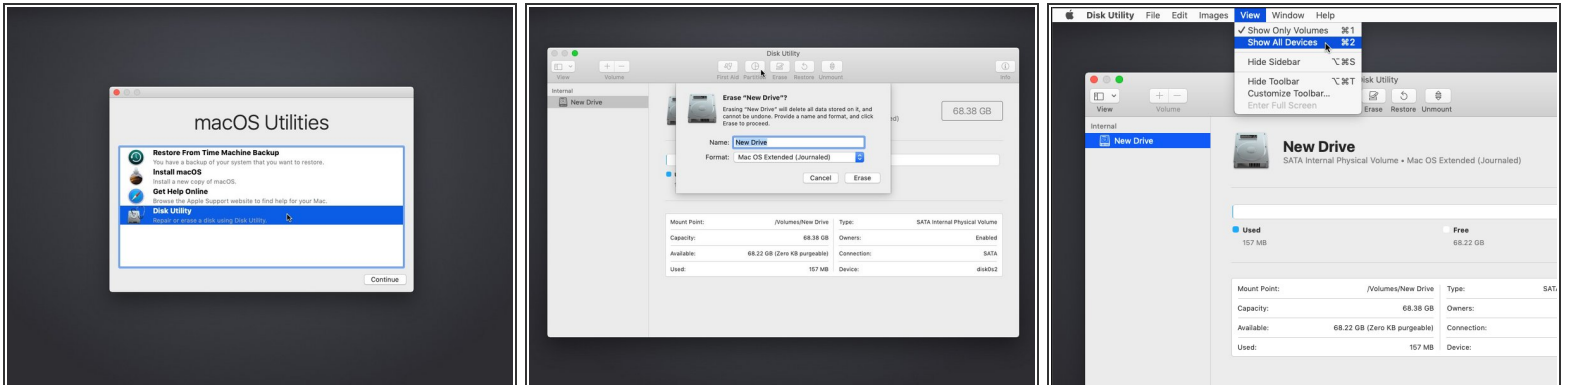 macOS Utilities
Restore From Time Machine Backup
You have a backup of your system that you want to restore.
Install macOS
Install a new copy of macOS.
Get Help Online
Browse the Apple Support website to find help for your Mac.
Disk Utility
Repair or erase a disk using Disk Utility.
Continue
Disk Utility
View Volume First Aid Partition Erase Restore Unmount Info
Internal
New Drive
Erase "New Drive"?
Erasing "New Drive" will delete all data stored on it, and
cannot be undone. Provide a name and format, and click
Erase to proceed.
68.38 GB
Name: New Drive
Format: Mac OS Extended (Journaled)
Cancel Erase
Mount Point: /Volumes/New Drive Type: SATA Internal Physical Volume
Capacity: 68.38 GB Owners: Enabled
Available: 68.22 GB (Zero KB purgeable) Connection: SATA
Used: 157 MB Device: disk0s2
Disk Utility File Edit Images View Window Help
✓ Show Only Volumes ⌘1
Show All Devices ⌘2
Hide Sidebar ⌥⌘S
Hide Toolbar ⌥⌘T
Customize Toolbar...
Enter Full Screen
isk Utility
View Volume Erase Restore Unmount
Internal
New Drive
New Drive
SATA Internal Physical Volume • Mac OS Extended (Journaled)
Used Free
157 MB 68.22 GB
Mount Point: /Volumes/New Drive Type: SATA
Capacity: 68.38 GB Owners:
Available: 68.22 GB (Zero KB purgeable) Connection:
Used: 157 MB Device: